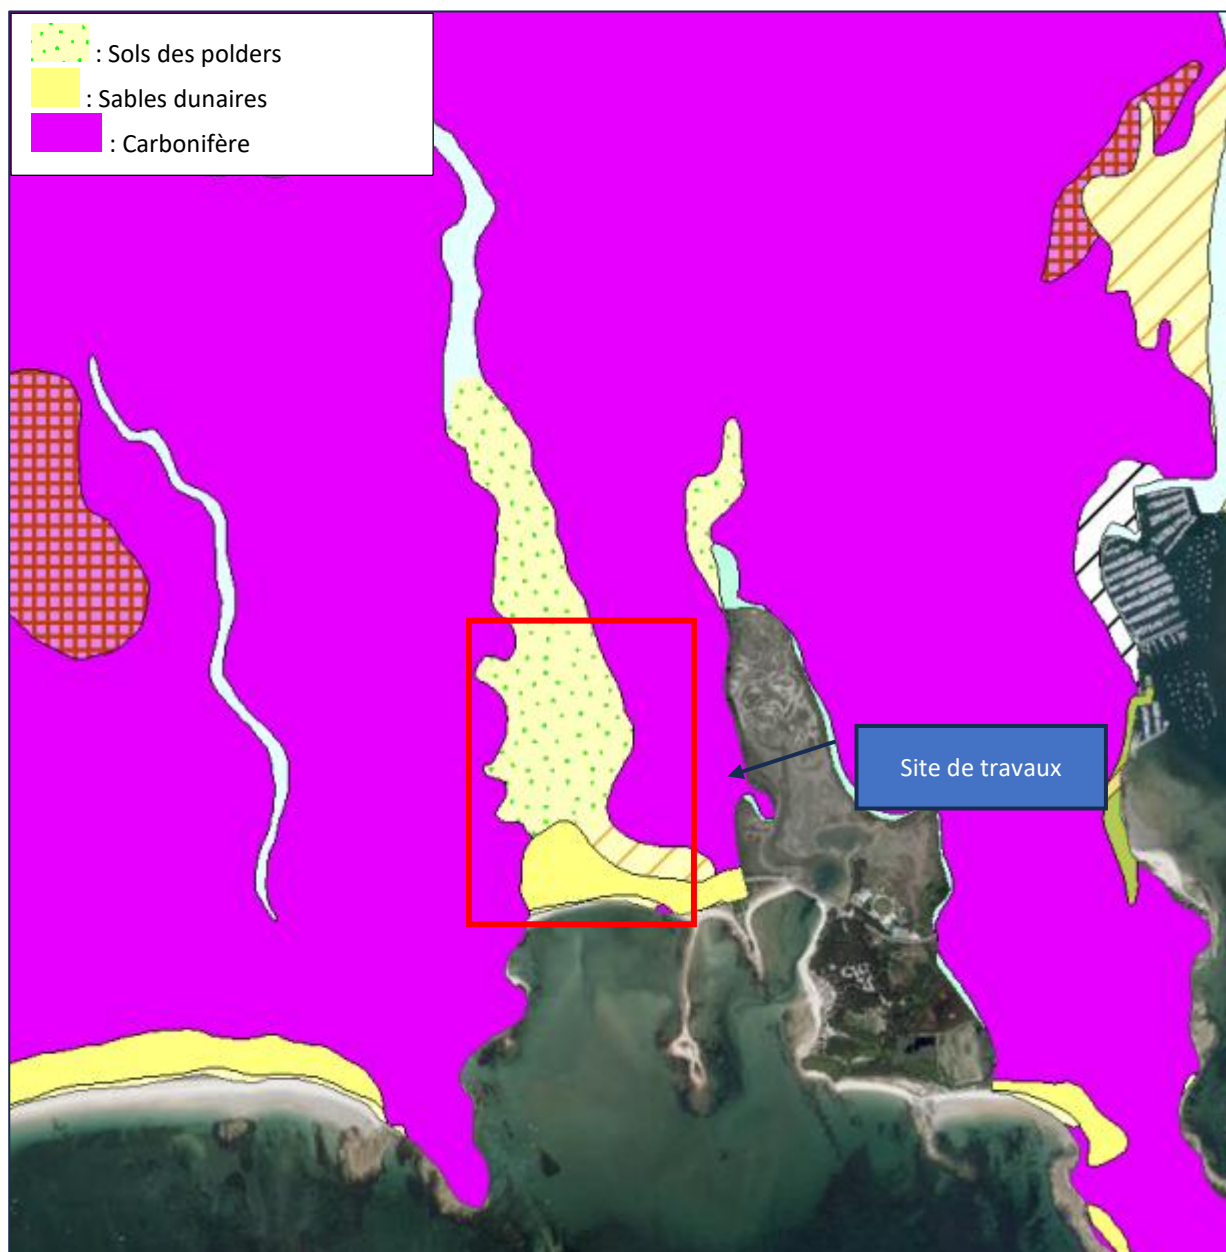 : Sols des polders
: Sables dunaires
: Carbonifère
Site de travaux